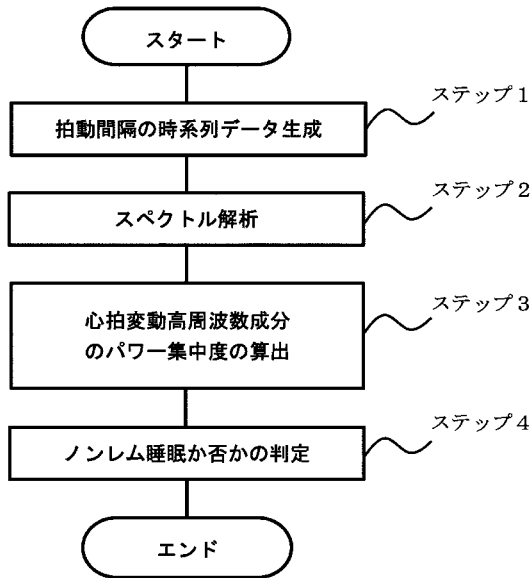 スタート
ステップ1
拍動間隔の時系列データ生成
ステップ2
スペクトル解析
ステップ3
心拍変動高周波数成分
のパワー集中度の算出
ステップ4
ノンレム睡眠か否かの判定
エンド